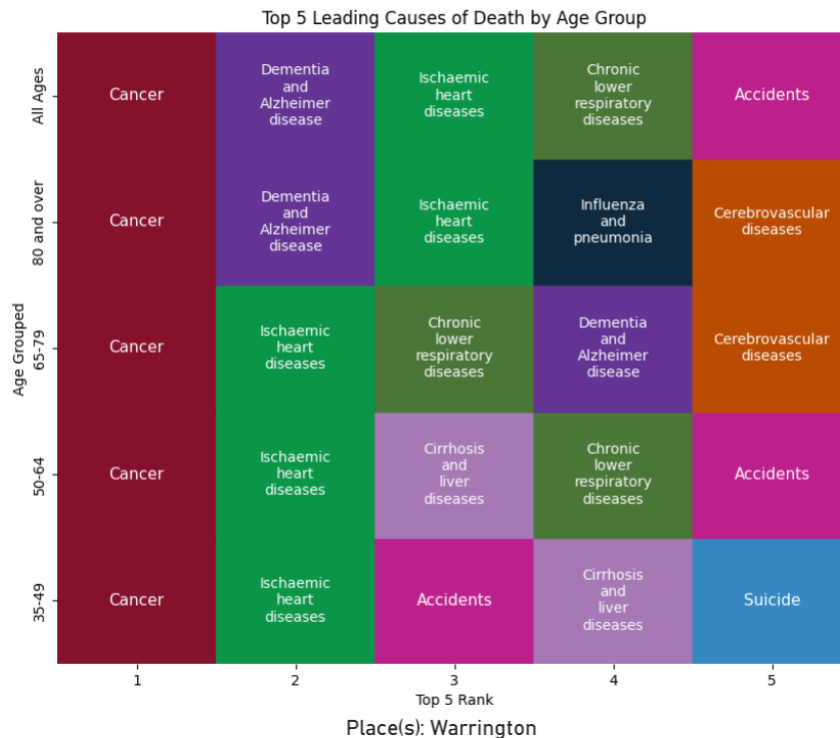 Top 5 Leading Causes of Death by Age Group
Age Grouped
All Ages
Cancer
Dementia
and
Alzheimer
disease
Ischaemic
heart
diseases
Chronic
lower
respiratory
diseases
Accidents
80 and over
Cancer
Dementia
and
Alzheimer
disease
Ischaemic
heart
diseases
Influenza
and
pneumonia
Cerebrovascular
diseases
65-79
Cancer
Ischaemic
heart
diseases
Chronic
lower
respiratory
diseases
Dementia
and
Alzheimer
disease
Cerebrovascular
diseases
50-64
Cancer
Ischaemic
heart
diseases
Cirrhosis
and
liver
diseases
Chronic
lower
respiratory
diseases
Accidents
35-49
Cancer
Ischaemic
heart
diseases
Accidents
Cirrhosis
and
liver
diseases
Suicide
1 2 3 4 5
Top 5 Rank
Place(s): Warrington